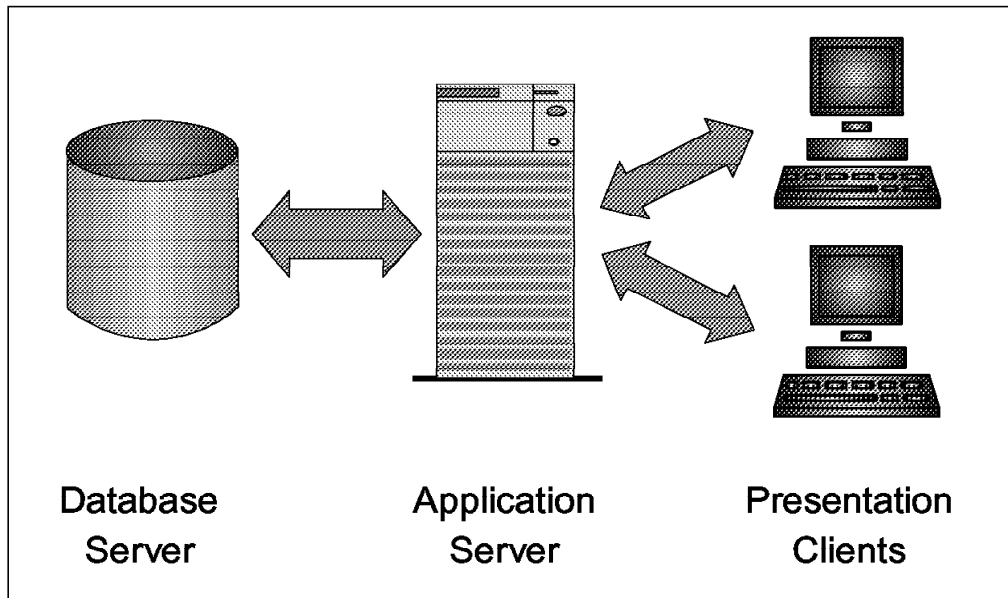 Database
Server
Application
Server
Presentation
Clients